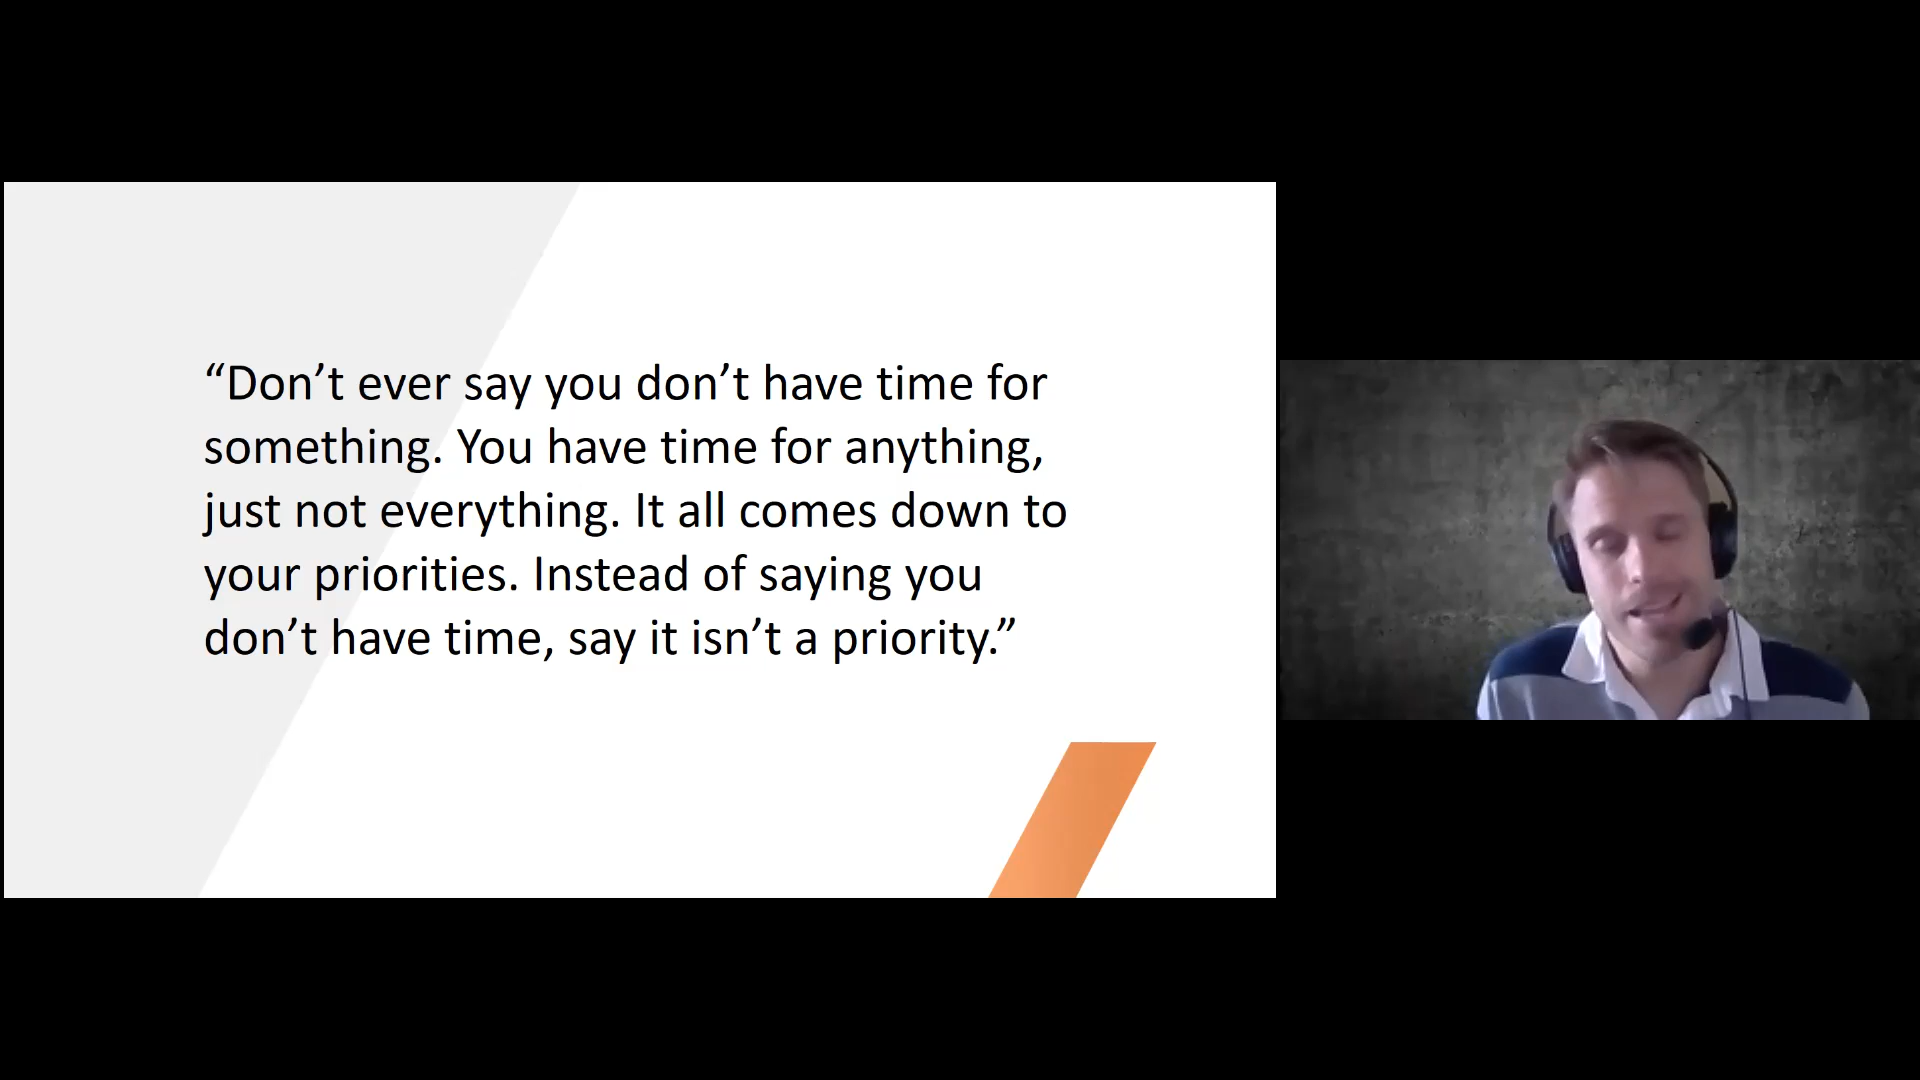 “Don’t ever say you don’t have time for
something. You have time for anything,
just not everything. It all comes down to
your priorities. Instead of saying you
don’t have time, say it isn’t a priority.”